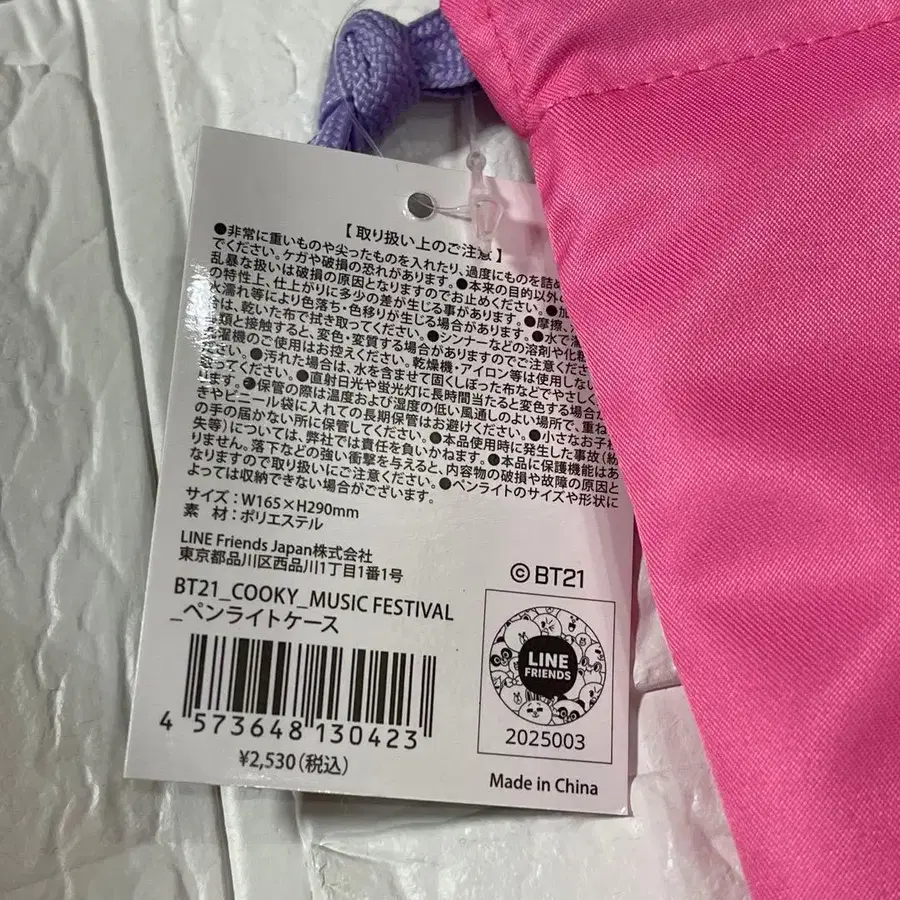 【取り扱い上のご注意】
●非常に重いものや尖ったものを入れたり、過度にものを詰め
でください。ケガや破損の恐れがあります。●本来の目的以外の
乱暴な扱いは破損の原因となりますのでお止めください。●加
の特性上、仕上がりに多少の差が生じる事があります。●摩擦、
水濡れ等により色落ち・色移りが生じる場合があります。●水で
合は、乾いた布で拭き取ってください。●シンナーなどの溶剤や化粧
類と接触すると、変色・変質する場合がありますのでご注意くださ
濯機のご使用はお控えください。乾燥機・アイロン等は使用しない
ださい。●汚れた場合は、水を含ませて固くしぼった布などでやさしく
取ってください。●直射日光や蛍光灯に長時間当たると変色する場合が
ります。●保管の際は温度および湿度の低い風通しのよい場所で、重ね
きやビニール袋に入れての長期保管はお避けください。●小さなお子様
の手の届かない所に保管してください。●本品使用時に発生した事故(紛
失等)については、弊社では責任を負いかねます。●本品に保護機能はあ
りません。落下などの強い衝撃を与えると、内容物の破損や故障の原因と
なりますので取り扱いにご注意ください。●ペンライトのサイズや形状に
よっては収納できない場合がございます。
サイズ:W165×H290mm
素 材:ポリエステル
LINE Friends Japan株式会社
東京都品川区西品川1丁目1番1号
BT21_COOKY_MUSIC FESTIVAL
_ペンライトケース
4 573648 130423
¥2,530(税込)
©BT21
LINE
FRIENDS
2025003
Made in China